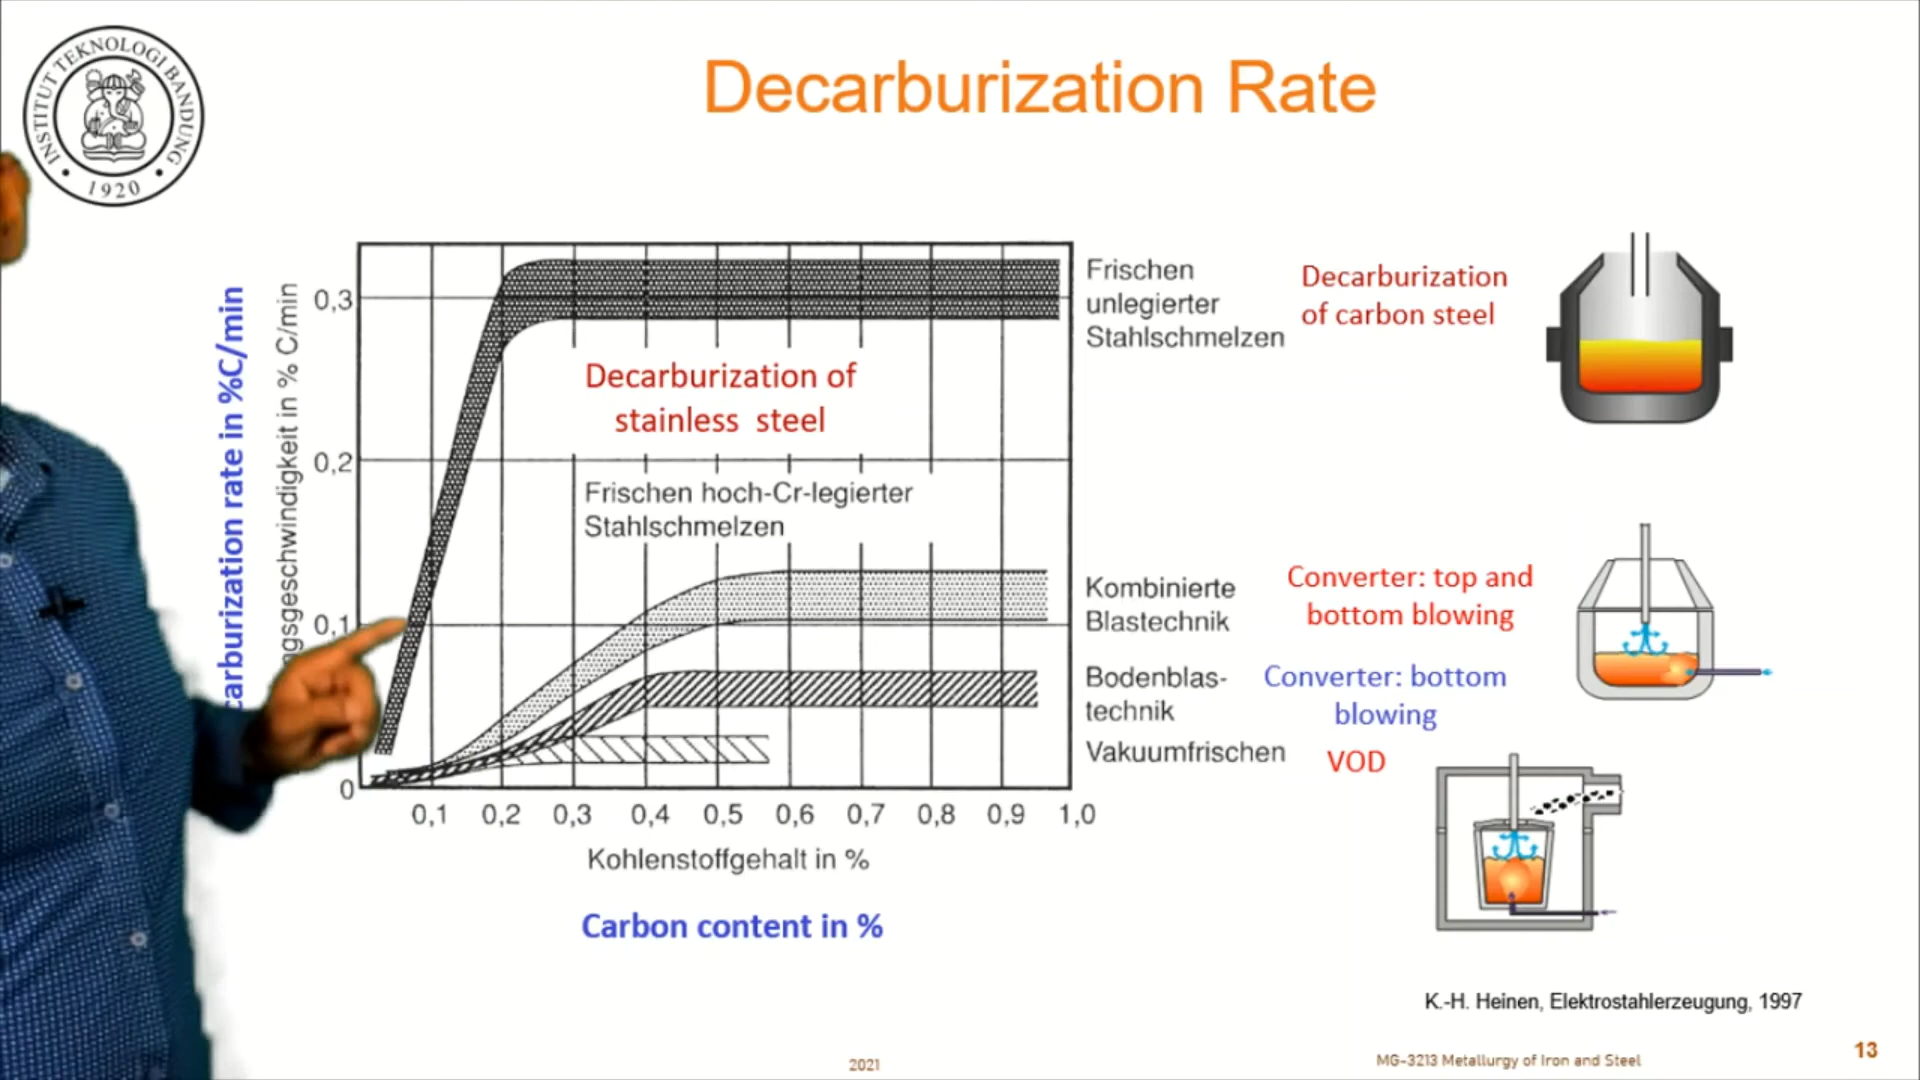 INSTITUT TEKNOLOGI BANDUNG
1920
Decarburization Rate
carburization rate in %C/min
ngsgeschwindigkeit in % C/min
0,3
0,2
0,1
0
Frischen
unlegierter
Stahlschmelzen
Decarburization
of carbon steel
Decarburization of
stainless steel
Frischen hoch-Cr-legierter
Stahlschmelzen
Kombinierte
Blastechnik
Converter: top and
bottom blowing
Bodenblas-
technik
Converter: bottom
blowing
Vakuumfrischen
VOD
0,1 0,2 0,3 0,4 0,5 0,6 0,7 0,8 0,9 1,0
Kohlenstoffgehalt in %
Carbon content in %
K.-H. Heinen, Elektrostahlerzeugung, 1997
2021
MG-3213 Metallurgy of Iron and Steel
13